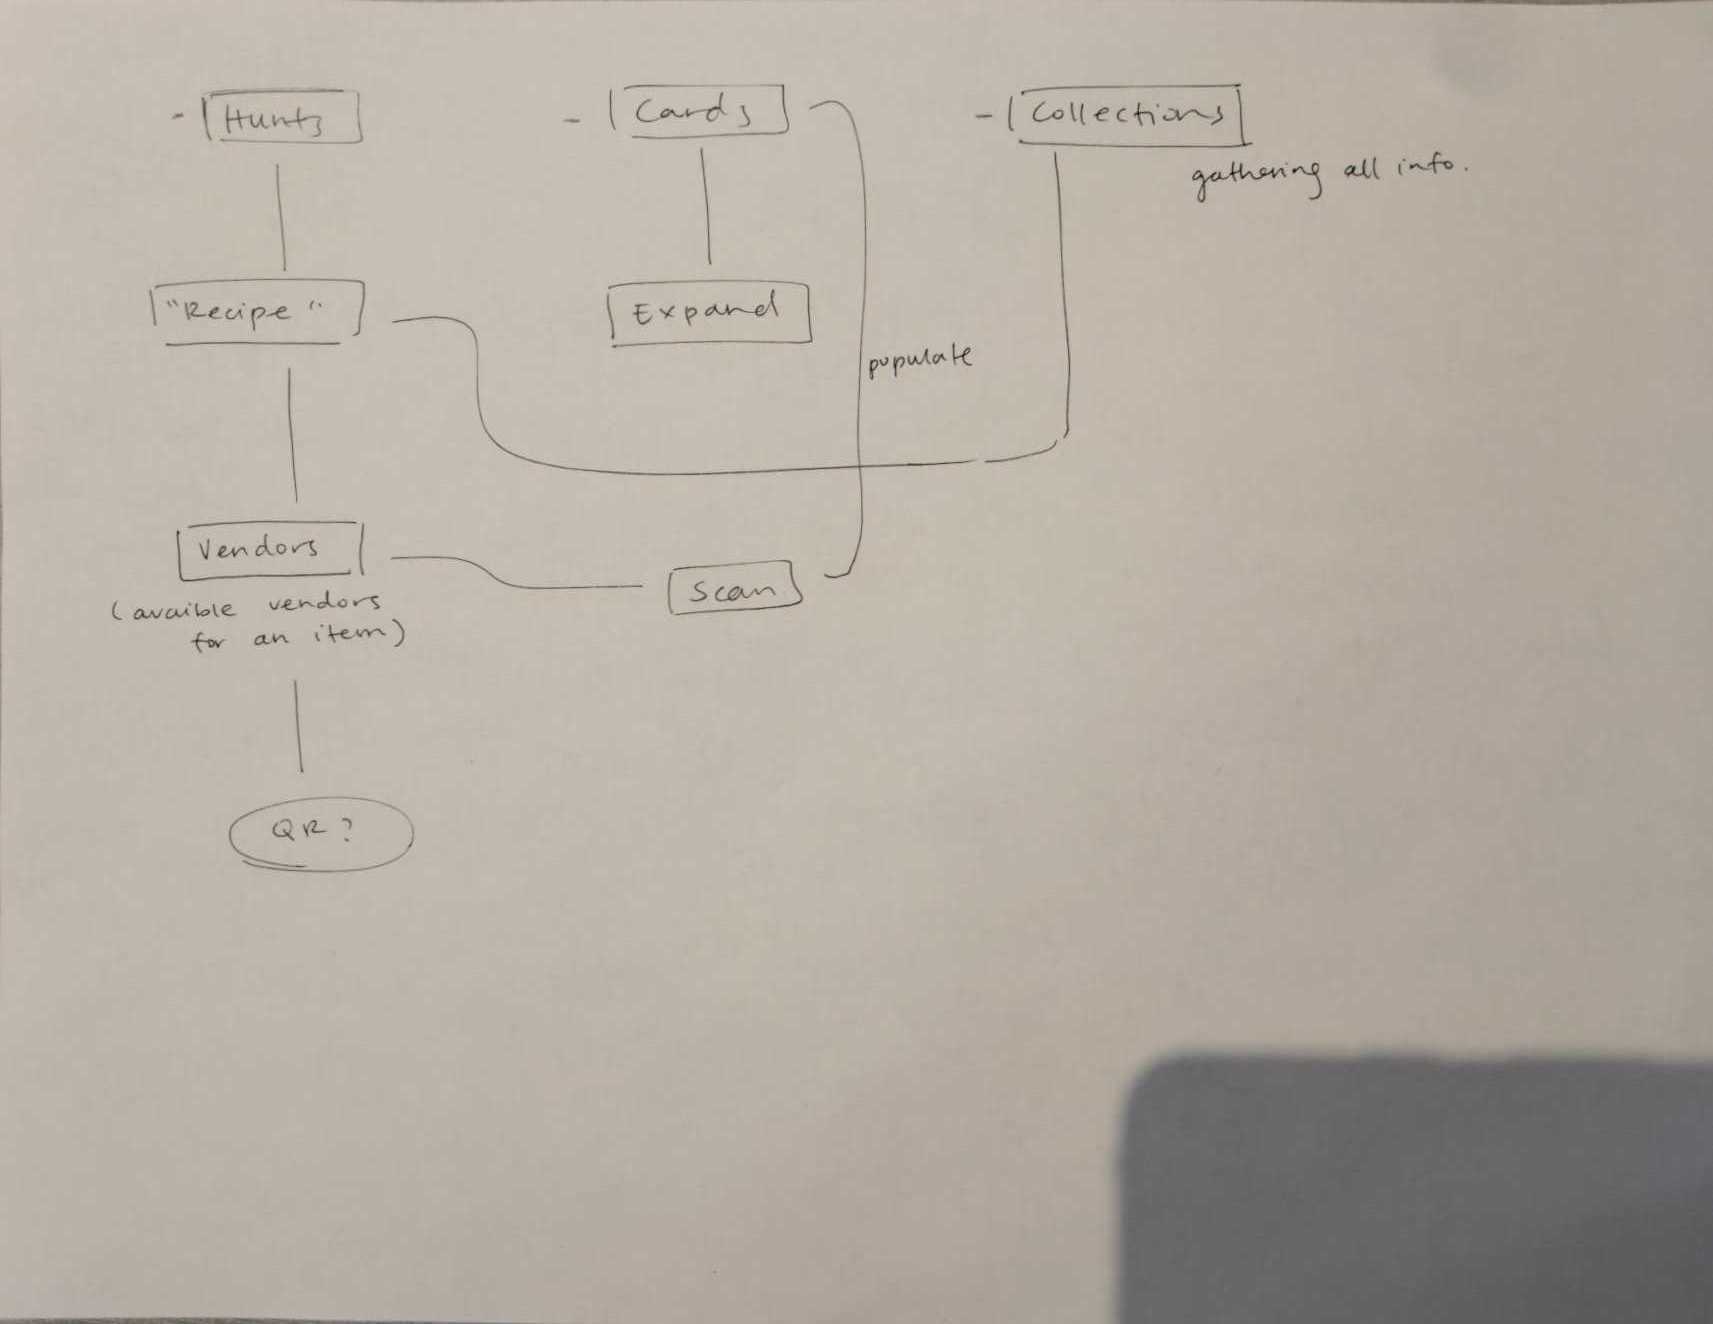 - Hunts
- Cards
- Collections
gathering all info.
"Recipe"
Expand
populate
Vendors
(avaible vendors
for an item)
Scan
QR?